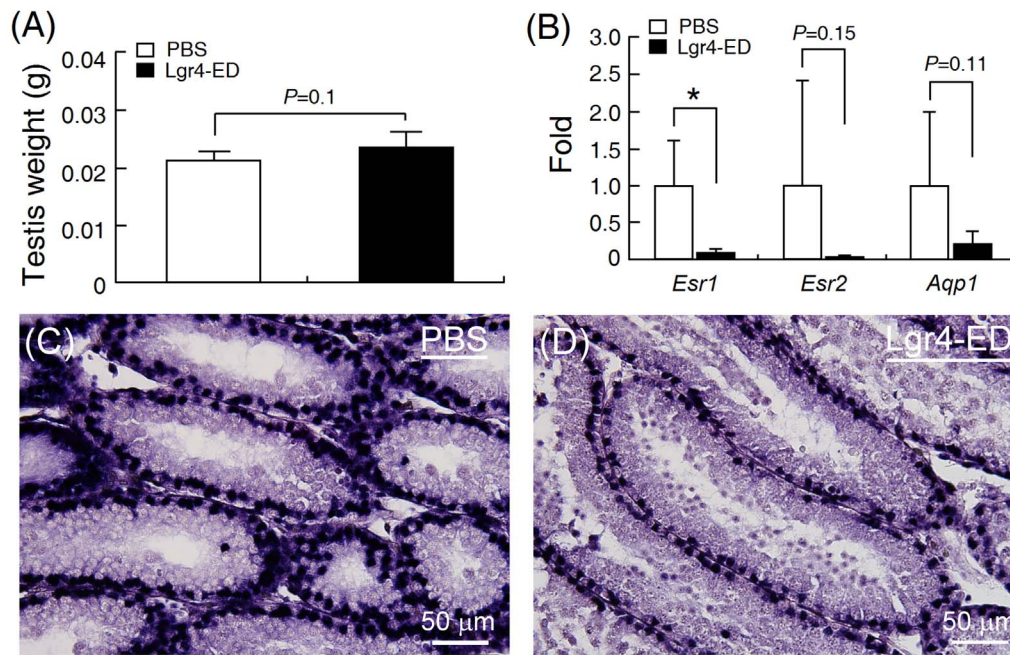 (A)
PBS
Lgr4-ED
Testis weight (g)
0.04
0.03
0.02
0.01
0
P=0.1
(B)
PBS
Lgr4-ED
Fold
3.0
2.5
2.0
1.5
1.0
0.5
0
*
P=0.15
P=0.11
Esr1 Esr2 Aqp1
(C) PBS
50 μm
(D) Lgr4-ED
50 μm